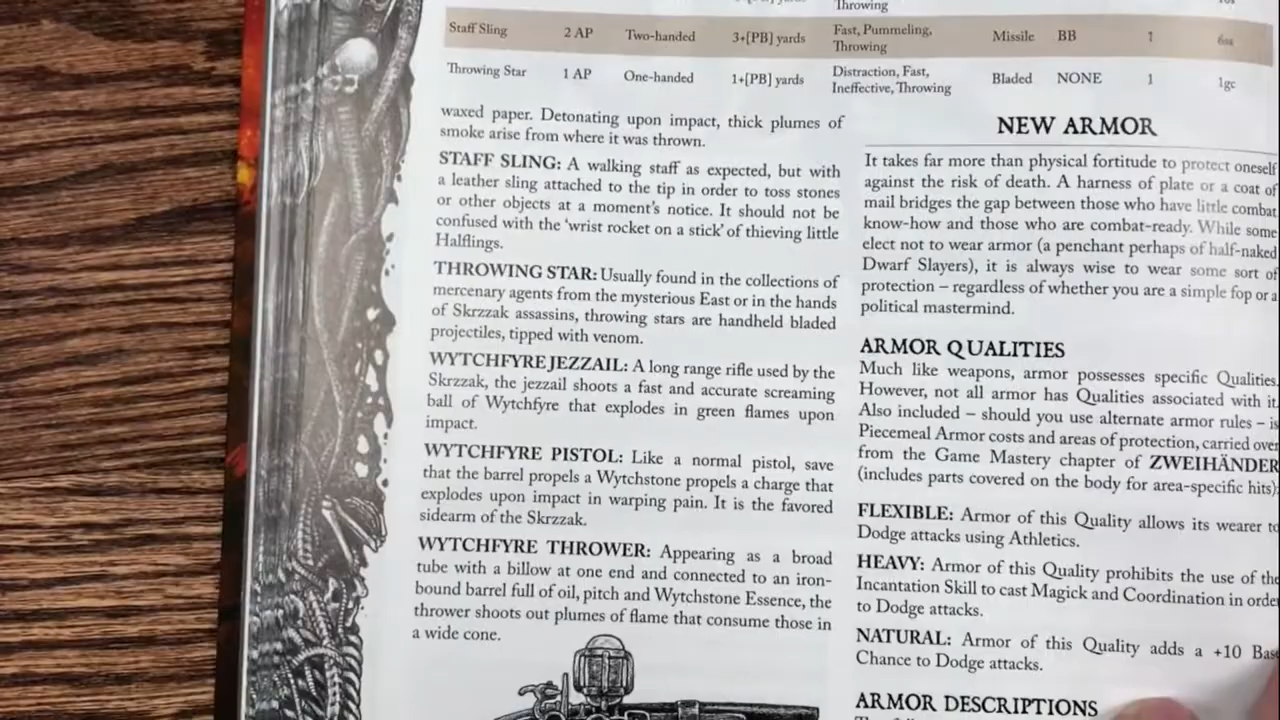 Throwing
Staff Sling 2 AP Two-handed 3+[PB] yards Fast, Pummeling, Throwing Missile BB 1 6ss
Throwing Star 1 AP One-handed 1+[PB] yards Distraction, Fast, Ineffective, Throwing Bladed NONE 1 1gc
waxed paper. Detonating upon impact, thick plumes of
smoke arise from where it was thrown.
STAFF SLING: A walking staff as expected, but with
a leather sling attached to the tip in order to toss stones
or other objects at a moment's notice. It should not be
confused with the 'wrist rocket on a stick' of thieving little
Halflings.
THROWING STAR: Usually found in the collections of
mercenary agents from the mysterious East or in the hands
of Skrzzak assassins, throwing stars are handheld bladed
projectiles, tipped with venom.
WYTCHFYRE JEZZAIL: A long range rifle used by the
Skrzzak, the jezzail shoots a fast and accurate screaming
ball of Wytchfyre that explodes in green flames upon
impact.
WYTCHFYRE PISTOL: Like a normal pistol, save
that the barrel propels a Wytchstone propels a charge that
explodes upon impact in warping pain. It is the favored
sidearm of the Skrzzak.
WYTCHFYRE THROWER: Appearing as a broad
tube with a billow at one end and connected to an iron-
bound barrel full of oil, pitch and Wytchstone Essence, the
thrower shoots out plumes of flame that consume those in
a wide cone.
NEW ARMOR
It takes far more than physical fortitude to protect oneself
against the risk of death. A harness of plate or a coat of
mail bridges the gap between those who have little combat
know-how and those who are combat-ready. While some
elect not to wear armor (a penchant perhaps of half-naked
Dwarf Slayers), it is always wise to wear some sort of
protection – regardless of whether you are a simple fop or a
political mastermind.
ARMOR QUALITIES
Much like weapons, armor possesses specific Qualities.
However, not all armor has Qualities associated with it.
Also included – should you use alternate armor rules – is
Piecemeal Armor costs and areas of protection, carried over
from the Game Mastery chapter of ZWEIHÄNDER
(includes parts covered on the body for area-specific hits):
FLEXIBLE: Armor of this Quality allows its wearer to
Dodge attacks using Athletics.
HEAVY: Armor of this Quality prohibits the use of the
Incantation Skill to cast Magick and Coordination in order
to Dodge attacks.
NATURAL: Armor of this Quality adds a +10 Base
Chance to Dodge attacks.
ARMOR DESCRIPTIONS